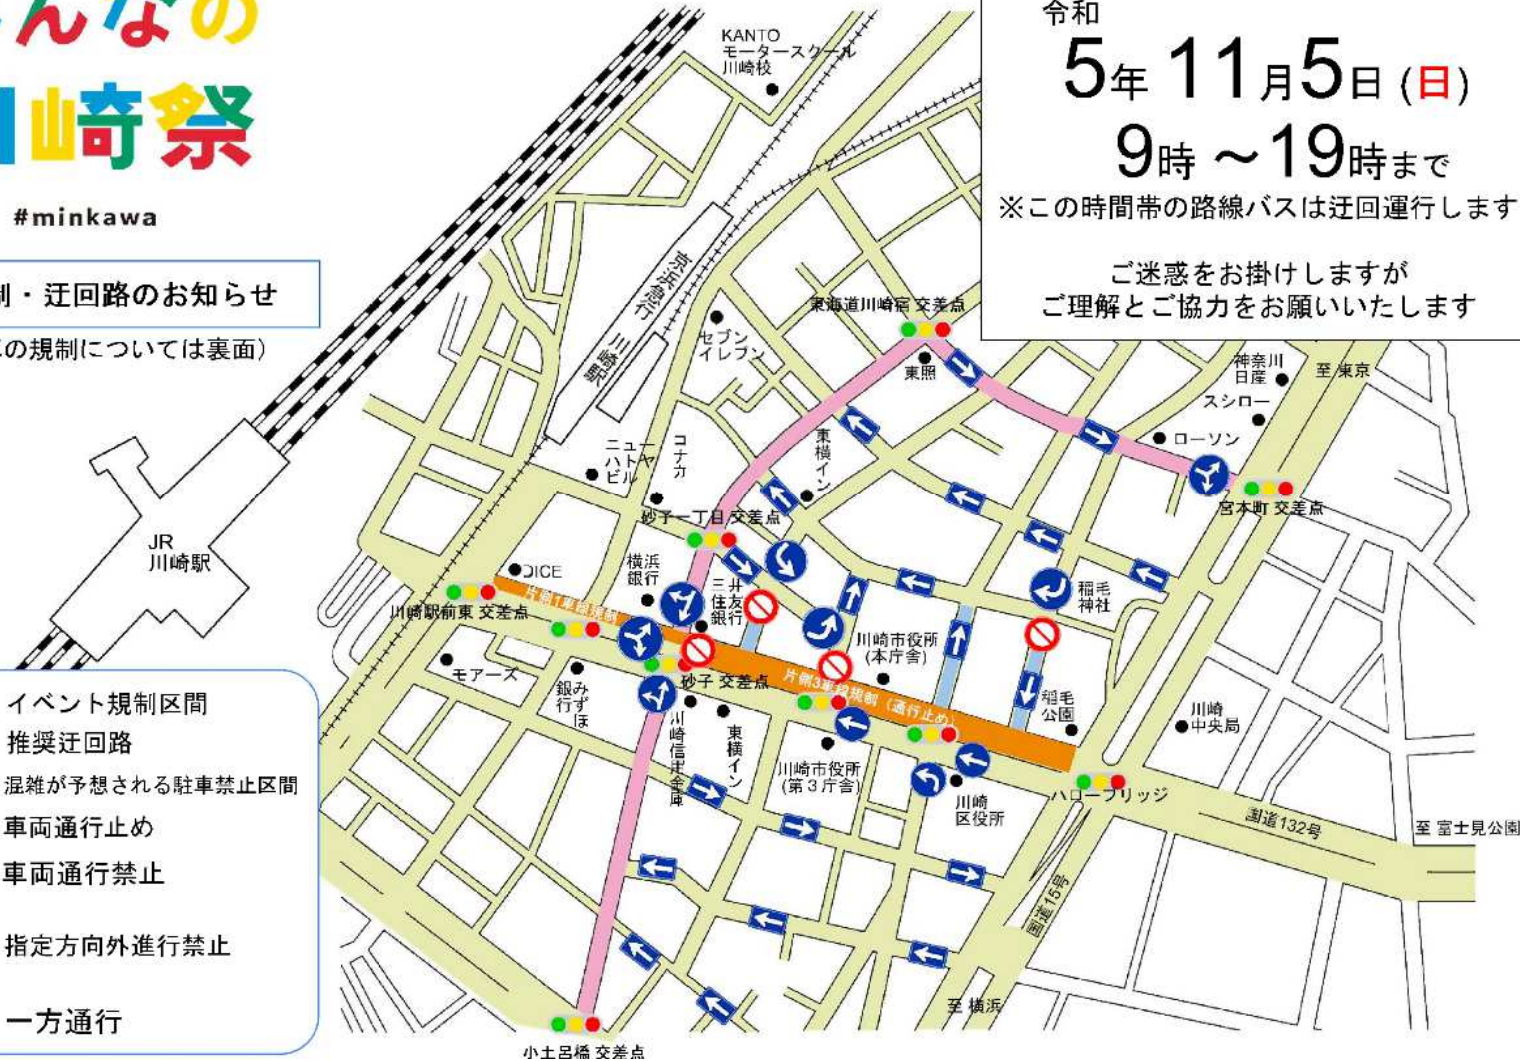 んなの
川崎祭
#minkawa
制・迂回路のお知らせ
の規制については裏面）
令和
5年 11月5日 (日)
9時 ～19時まで
※この時間帯の路線バスは迂回運行します
ご迷惑をお掛けしますが
ご理解とご協力をお願いいたします
KANTO
モータースクール
川崎校
京浜急行 川崎駅
セブン
イレブン
東海道川崎宿 交差点
東照
神奈川
日産
至 東京
スシロー
ローソン
宮本町 交差点
東横イン
ニュー
ハトヤ
ビル
コナカ
砂子一丁目 交差点
JR
川崎駅
DICE
横浜
銀行
三井
住友
銀行
稲毛
神社
川崎駅前東 交差点
片側1車線規制
川崎市役所
(本庁舎)
モアーズ
みずほ
銀行
砂子 交差点
片側3車線規制（通行止め）
稲毛
公園
川崎
中央局
川崎信用金庫
東横イン
川崎市役所
(第3庁舎)
川崎
区役所
ハローブリッジ
国道132号
至 富士見公園
国道15号
至 横浜
小土呂橋 交差点
イベント規制区間
推奨迂回路
混雑が予想される駐車禁止区間
車両通行止め
車両通行禁止
指定方向外進行禁止
一方通行